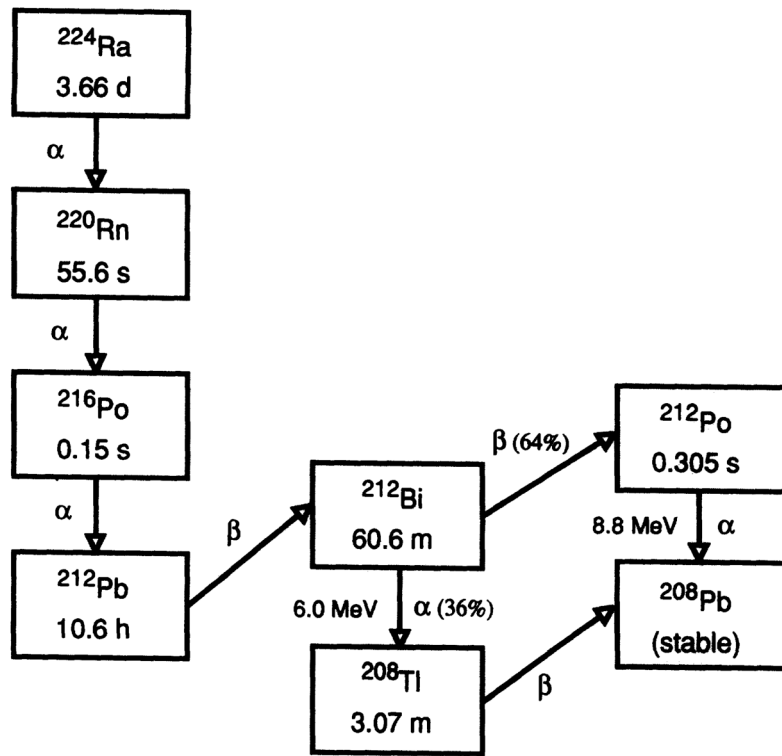 ²²⁴Ra
3.66 d
α
²²⁰Rn
55.6 s
α
²¹⁶Po
0.15 s
α
²¹²Pb
10.6 h
β
²¹²Bi
60.6 m
β (64%)
²¹²Po
0.305 s
8.8 MeV α
6.0 MeV α (36%)
²⁰⁸Tl
3.07 m
β
²⁰⁸Pb
(stable)